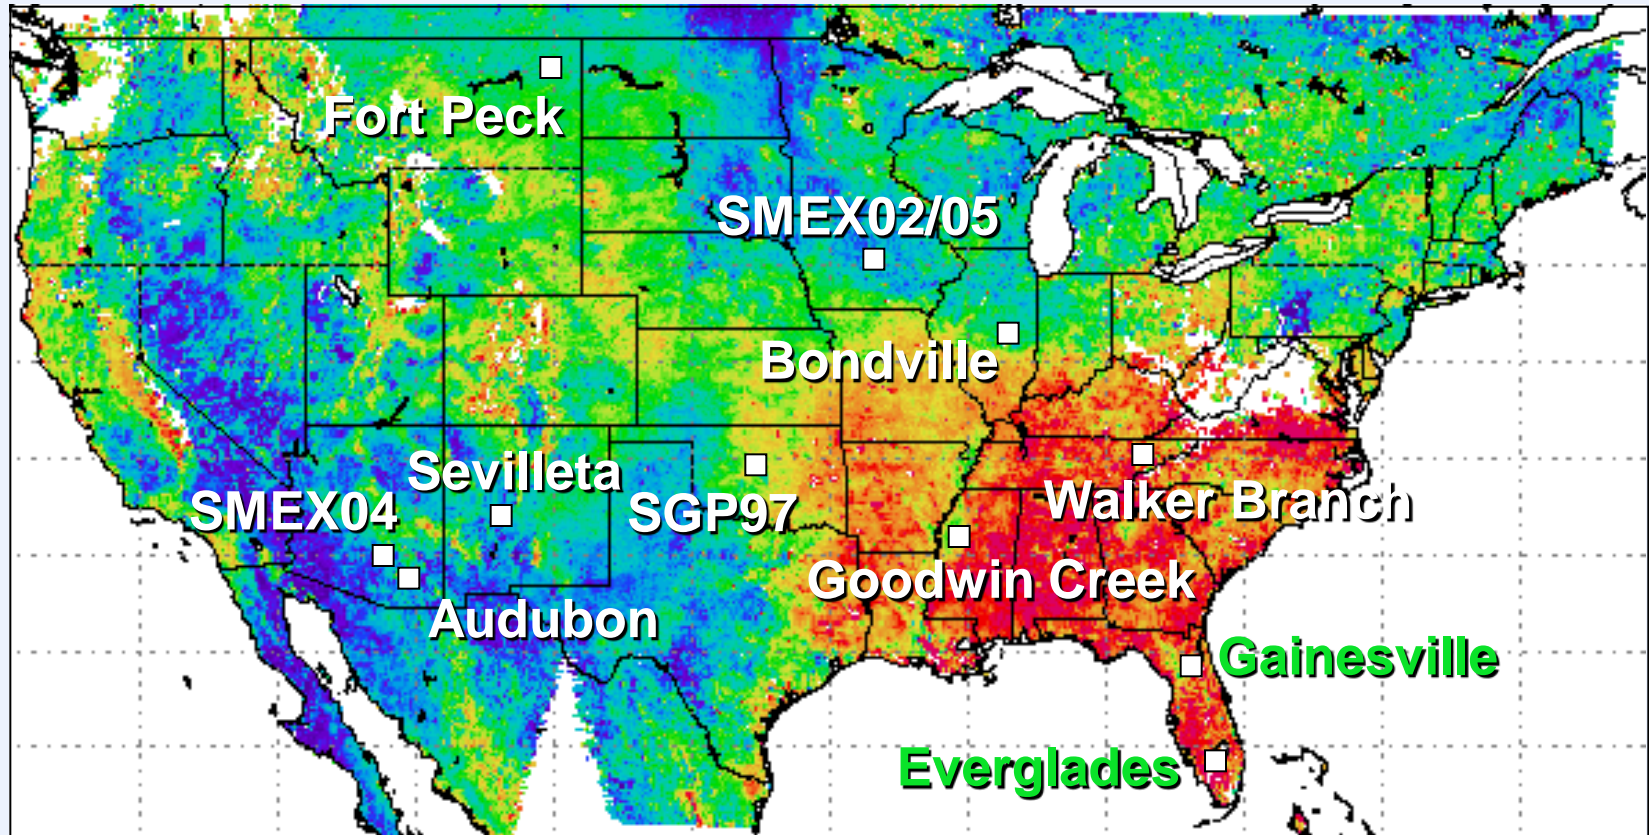 Fort Peck
SMEX02/05
Bondville
Sevilleta
SMEX04
SGP97
Walker Branch
Goodwin Creek
Audubon
Gainesville
Everglades